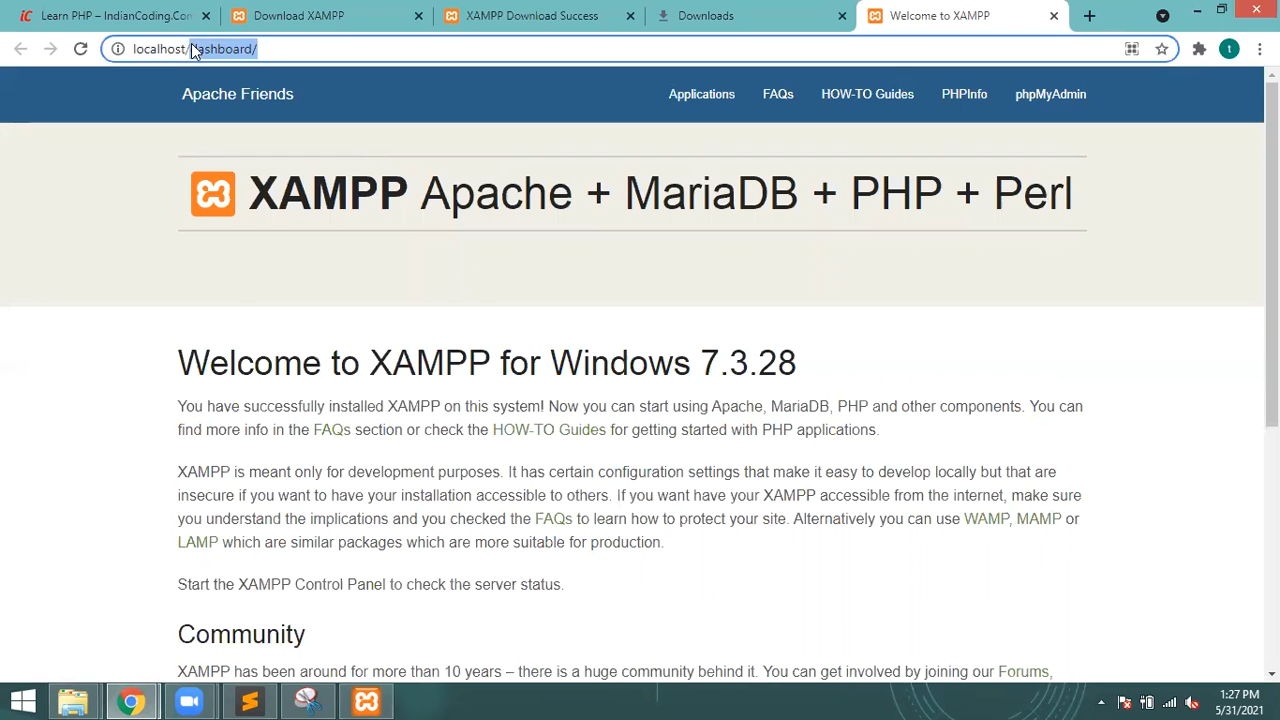 iC Learn PHP – IndianCoding.Con
Download XAMPP
XAMPP Download Success
Downloads
Welcome to XAMPP
localhost/dashboard/
t
Apache Friends
Applications
FAQs
HOW-TO Guides
PHPInfo
phpMyAdmin
XAMPP Apache + MariaDB + PHP + Perl
Welcome to XAMPP for Windows 7.3.28
You have successfully installed XAMPP on this system! Now you can start using Apache, MariaDB, PHP and other components. You can
find more info in the FAQs section or check the HOW-TO Guides for getting started with PHP applications.
XAMPP is meant only for development purposes. It has certain configuration settings that make it easy to develop locally but that are
insecure if you want to have your installation accessible to others. If you want have your XAMPP accessible from the internet, make sure
you understand the implications and you checked the FAQs to learn how to protect your site. Alternatively you can use WAMP, MAMP or
LAMP which are similar packages which are more suitable for production.
Start the XAMPP Control Panel to check the server status.
Community
XAMPP has been around for more than 10 years – there is a huge community behind it. You can get involved by joining our Forums,
1:27 PM
5/31/2021